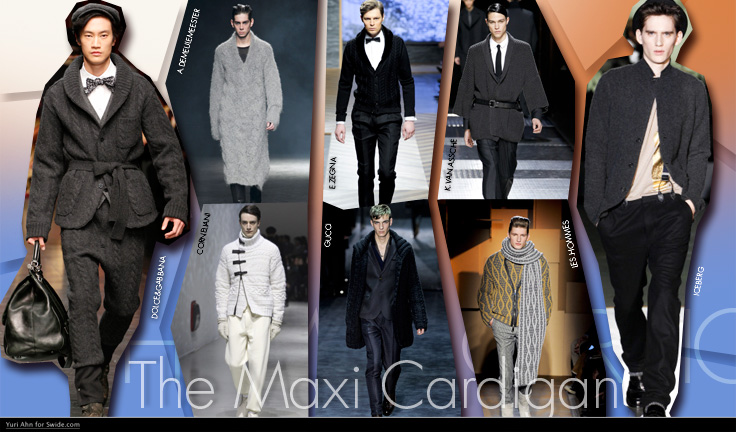 A.DEMEULEMEESTER
E.ZEGNA
K.VAN ASSCHE
DOLCE&GABBANA
CORNELIANI
GUCCI
LES HOMMES
ICEBERG
The Maxi Cardigan
Yuri Ahn for Swide.com